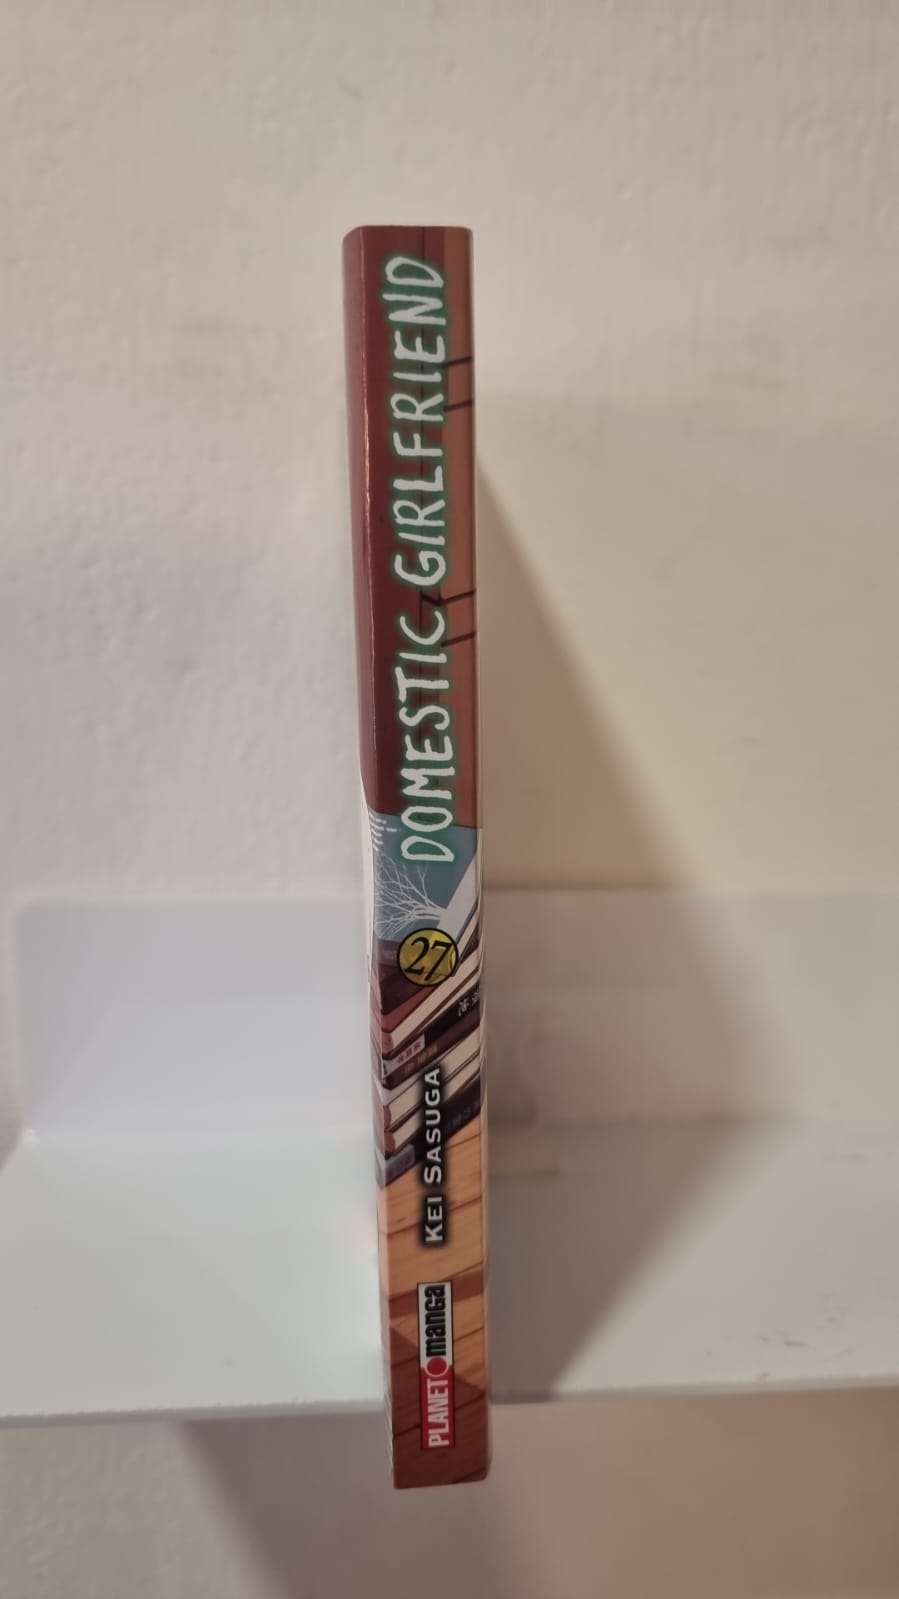 DOMESTIC GIRLFRIEND
27
KEI SASUGA
PLANET manga